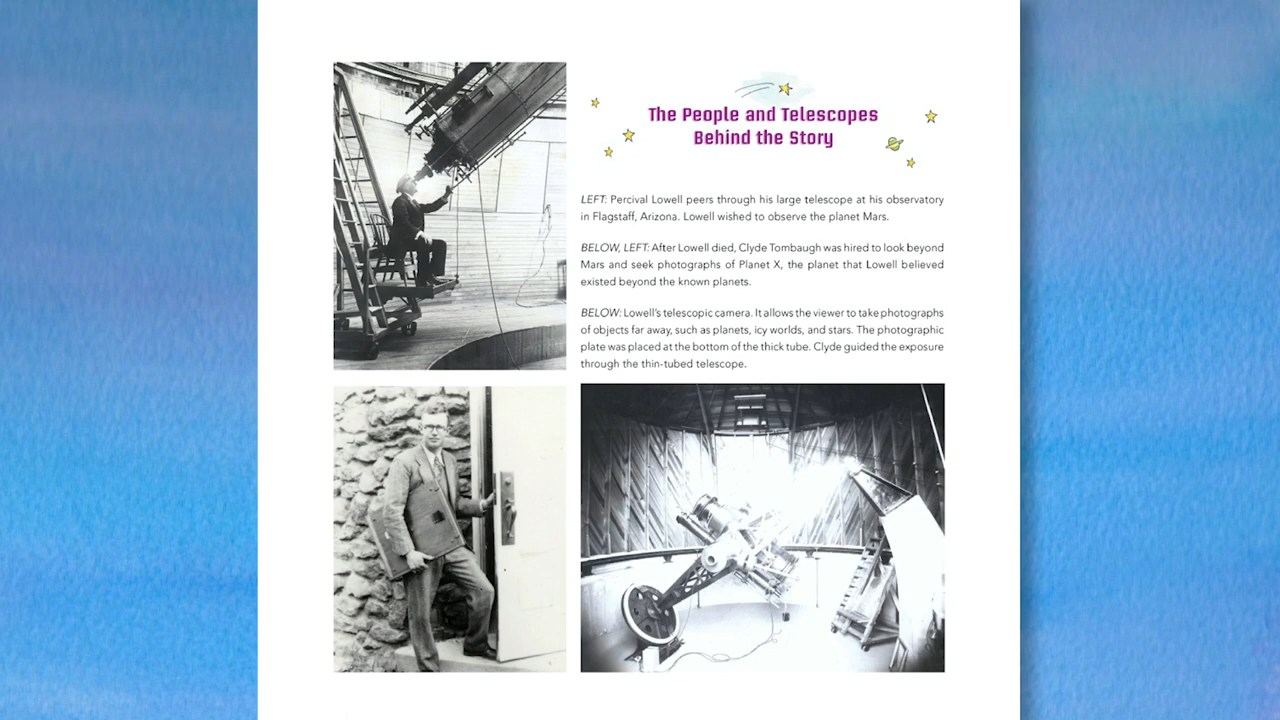 The People and Telescopes
Behind the Story
LEFT: Percival Lowell peers through his large telescope at his observatory
in Flagstaff, Arizona. Lowell wished to observe the planet Mars.
BELOW, LEFT: After Lowell died, Clyde Tombaugh was hired to look beyond
Mars and seek photographs of Planet X, the planet that Lowell believed
existed beyond the known planets.
BELOW: Lowell's telescopic camera. It allows the viewer to take photographs
of objects far away, such as planets, icy worlds, and stars. The photographic
plate was placed at the bottom of the thick tube. Clyde guided the exposure
through the thin-tubed telescope.